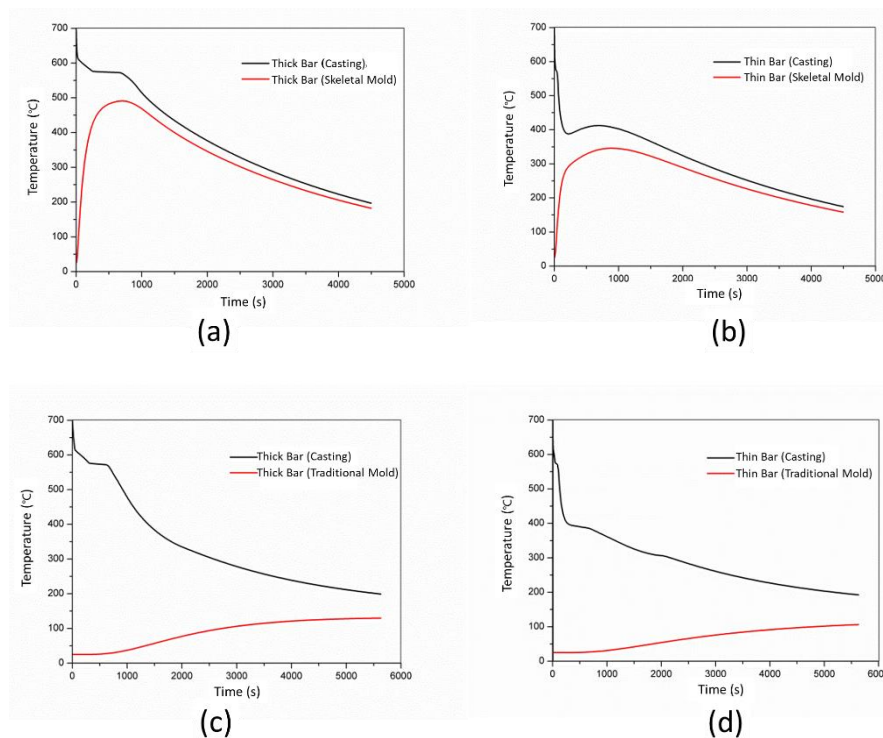 700
600
500
400
300
200
100
0
Temperature (℃)
Thick Bar (Casting)
Thick Bar (Skeletal Mold)
0 1000 2000 3000 4000 5000
Time (s)
(a)
700
600
500
400
300
200
100
0
Temperature (℃)
Thin Bar (Casting)
Thin Bar (Skeletal Mold)
0 1000 2000 3000 4000 5000
Time (s)
(b)
700
600
500
400
300
200
100
0
Temperature (℃)
Thick Bar (Casting)
Thick Bar (Traditional Mold)
0 1000 2000 3000 4000 5000 6000
Time (s)
(c)
700
600
500
400
300
200
100
0
Temperature (℃)
Thin Bar (Casting)
Thin Bar (Traditional Mold)
0 1000 2000 3000 4000 5000 6000
Time (s)
(d)